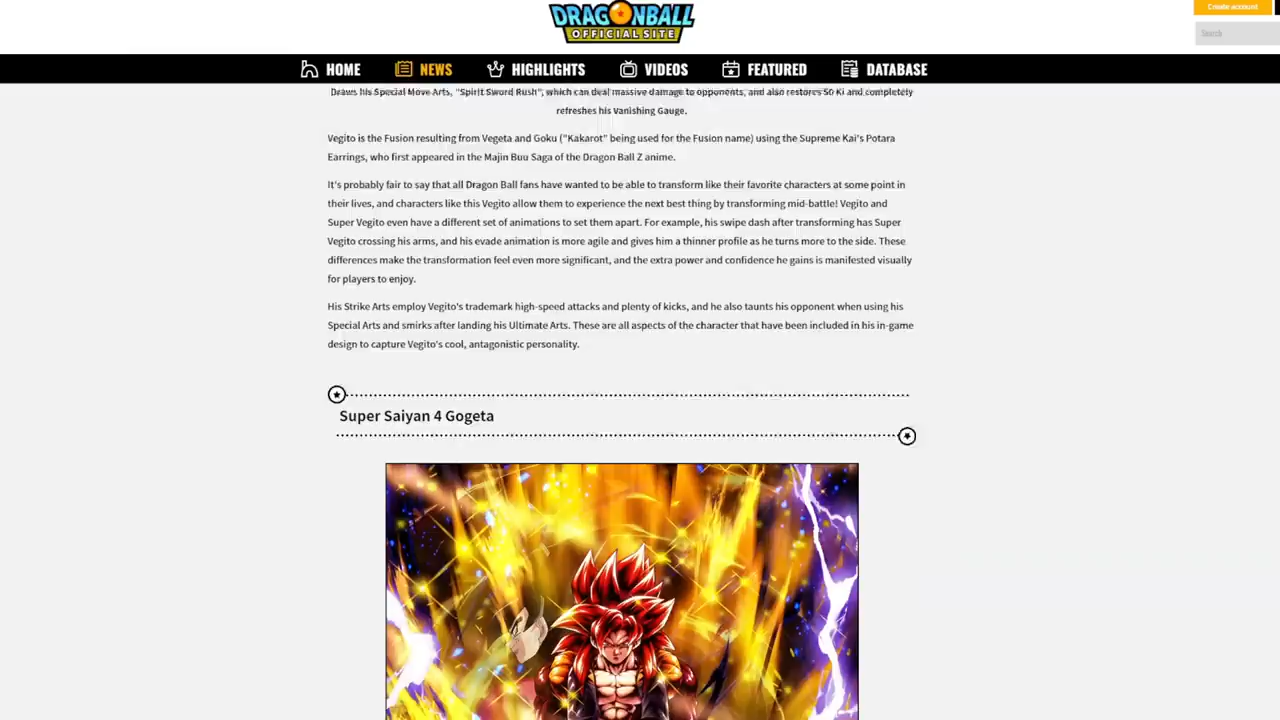 DRAGONBALL
OFFICIAL SITE
Create account
Search
HOME
NEWS
HIGHLIGHTS
VIDEOS
FEATURED
DATABASE
Draws his Special Move Arts, "Spirit Sword Rush", which can deal massive damage to opponents, and also restores 50 Ki and completely
refreshes his Vanishing Gauge.
Vegito is the Fusion resulting from Vegeta and Goku ("Kakarot" being used for the Fusion name) using the Supreme Kai's Potara
Earrings, who first appeared in the Majin Buu Saga of the Dragon Ball Z anime.
It's probably fair to say that all Dragon Ball fans have wanted to be able to transform like their favorite characters at some point in
their lives, and characters like this Vegito allow them to experience the next best thing by transforming mid-battle! Vegito and
Super Vegito even have a different set of animations to set them apart. For example, his swipe dash after transforming has Super
Vegito crossing his arms, and his evade animation is more agile and gives him a thinner profile as he turns more to the side. These
differences make the transformation feel even more significant, and the extra power and confidence he gains is manifested visually
for players to enjoy.
His Strike Arts employ Vegito's trademark high-speed attacks and plenty of kicks, and he also taunts his opponent when using his
Special Arts and smirks after landing his Ultimate Arts. These are all aspects of the character that have been included in his in-game
design to capture Vegito's cool, antagonistic personality.
Super Saiyan 4 Gogeta